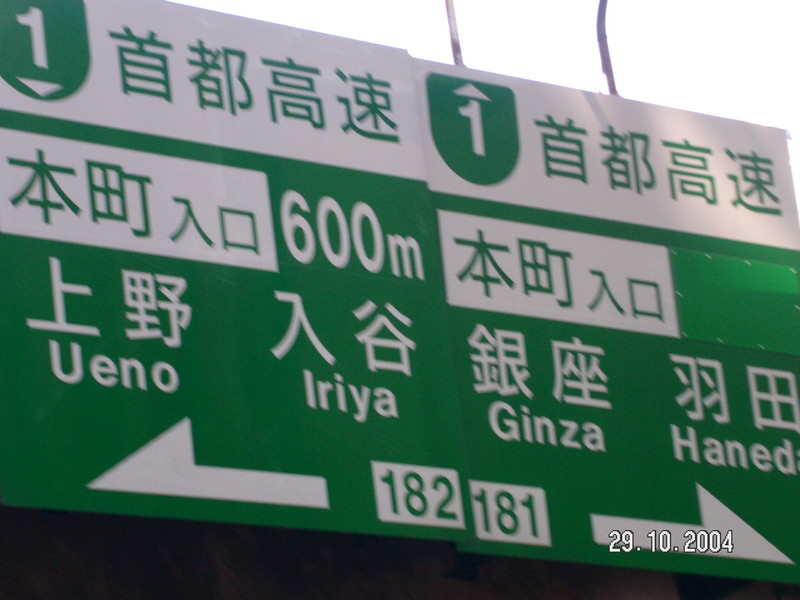 1 首都高速
本町入口 600m
上野 入谷
Ueno Iriya
182
1 首都高速
本町入口
銀座 羽田
Ginza Haneda
181
29.10.2004